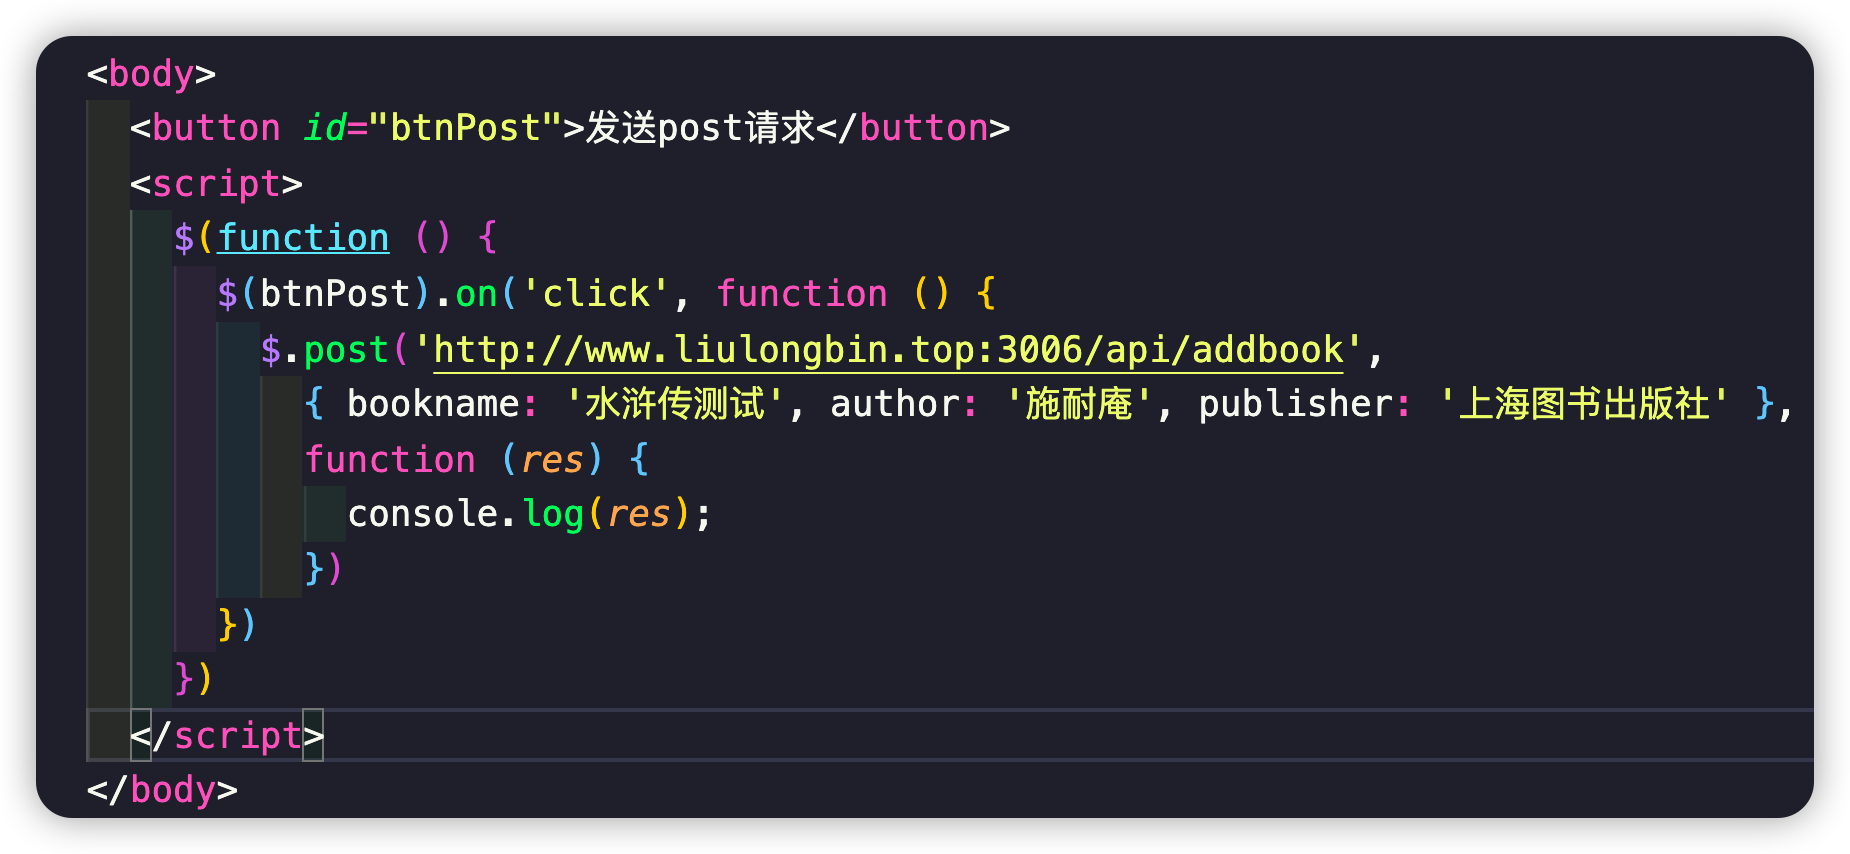 <body>
<button id="btnPost">发送post请求</button>
<script>
$(function () {
$(btnPost).on('click', function () {
$.post('http://www.liulongbin.top:3006/api/addbook',
{ bookname: '水浒传测试', author: '施耐庵', publisher: '上海图书出版社' },
function (res) {
console.log(res);
})
})
})
</script>
</body>